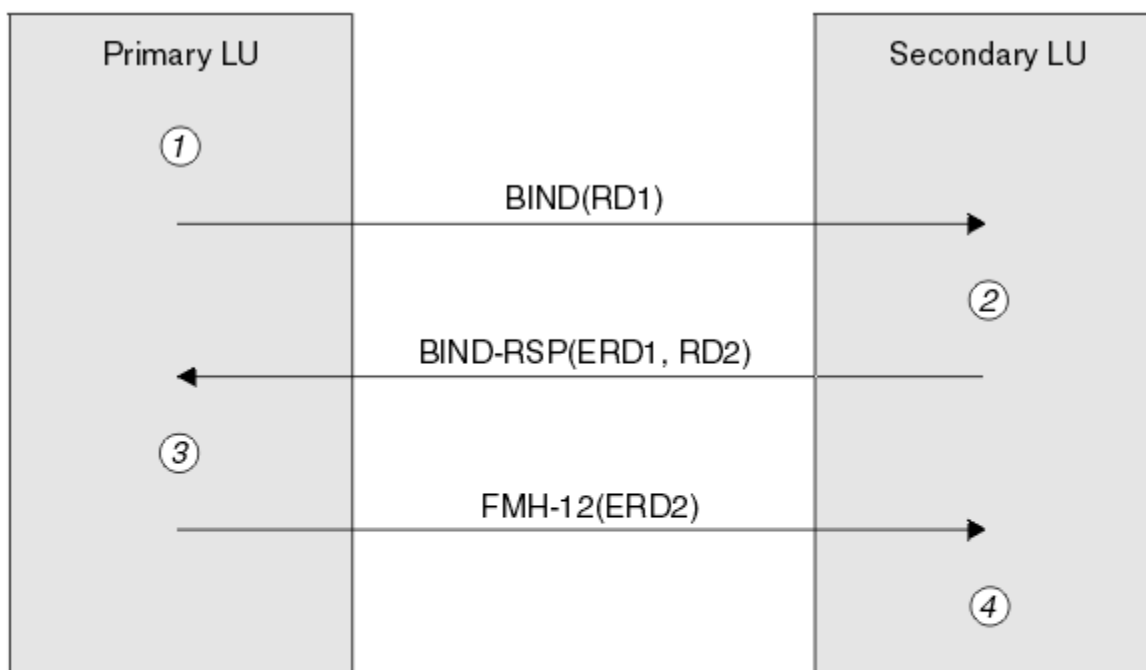 Primary LU
Secondary LU
1
BIND(RD1)
2
BIND-RSP(ERD1, RD2)
3
FMH-12(ERD2)
4